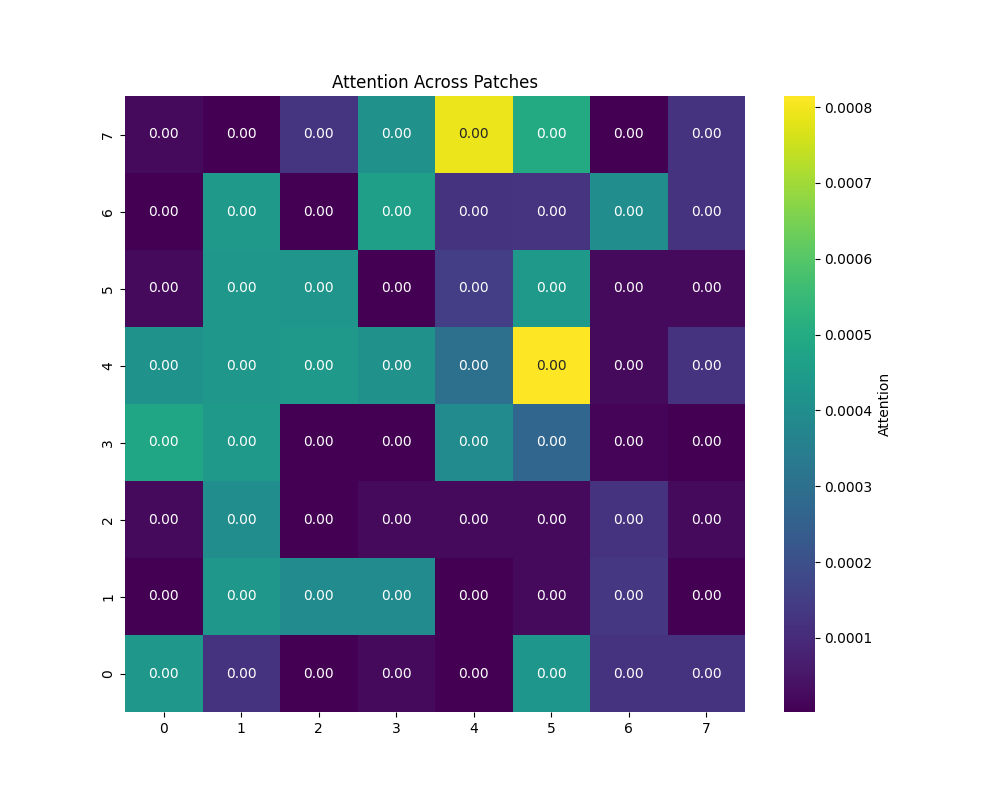 Attention Across Patches
7 0.00 0.00 0.00 0.00 0.00 0.00 0.00 0.00
6 0.00 0.00 0.00 0.00 0.00 0.00 0.00 0.00
5 0.00 0.00 0.00 0.00 0.00 0.00 0.00 0.00
4 0.00 0.00 0.00 0.00 0.00 0.00 0.00 0.00
3 0.00 0.00 0.00 0.00 0.00 0.00 0.00 0.00
2 0.00 0.00 0.00 0.00 0.00 0.00 0.00 0.00
1 0.00 0.00 0.00 0.00 0.00 0.00 0.00 0.00
0 0.00 0.00 0.00 0.00 0.00 0.00 0.00 0.00
0 1 2 3 4 5 6 7
0.0008
0.0007
0.0006
0.0005
0.0004
0.0003
0.0002
0.0001
Attention